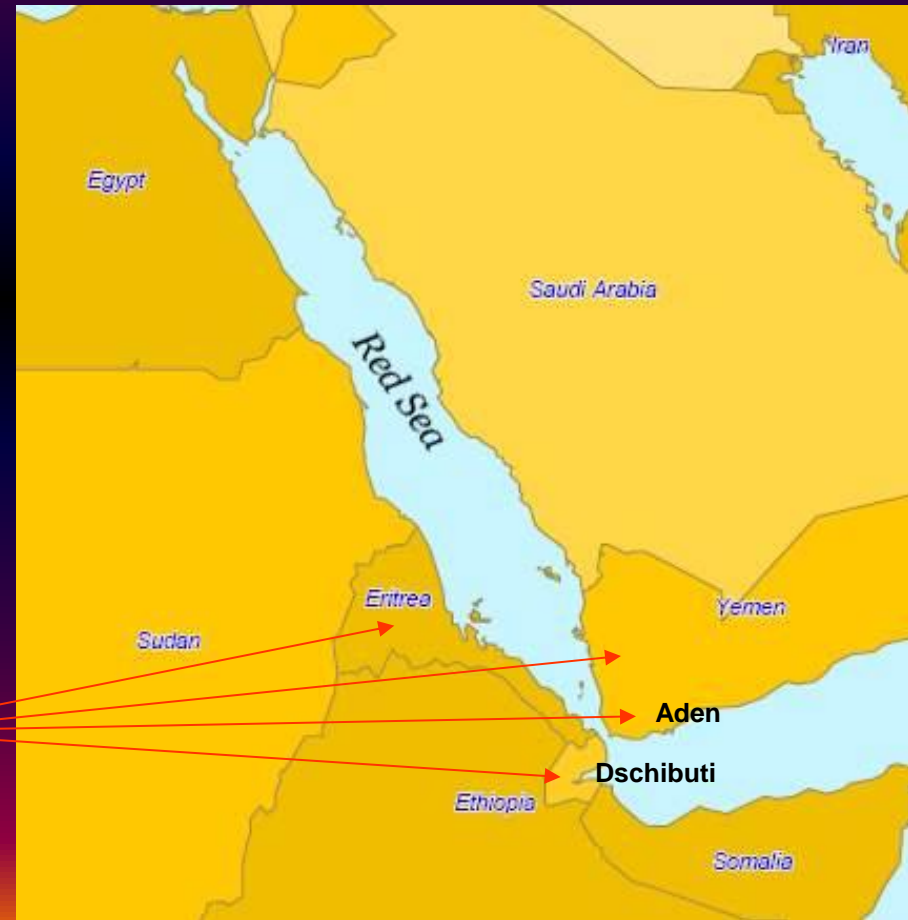 Iran
Egypt
Saudi Arabia
Red Sea
Eritrea
Yemen
Sudan
Aden
Dschibuti
Ethiopia
Somalia